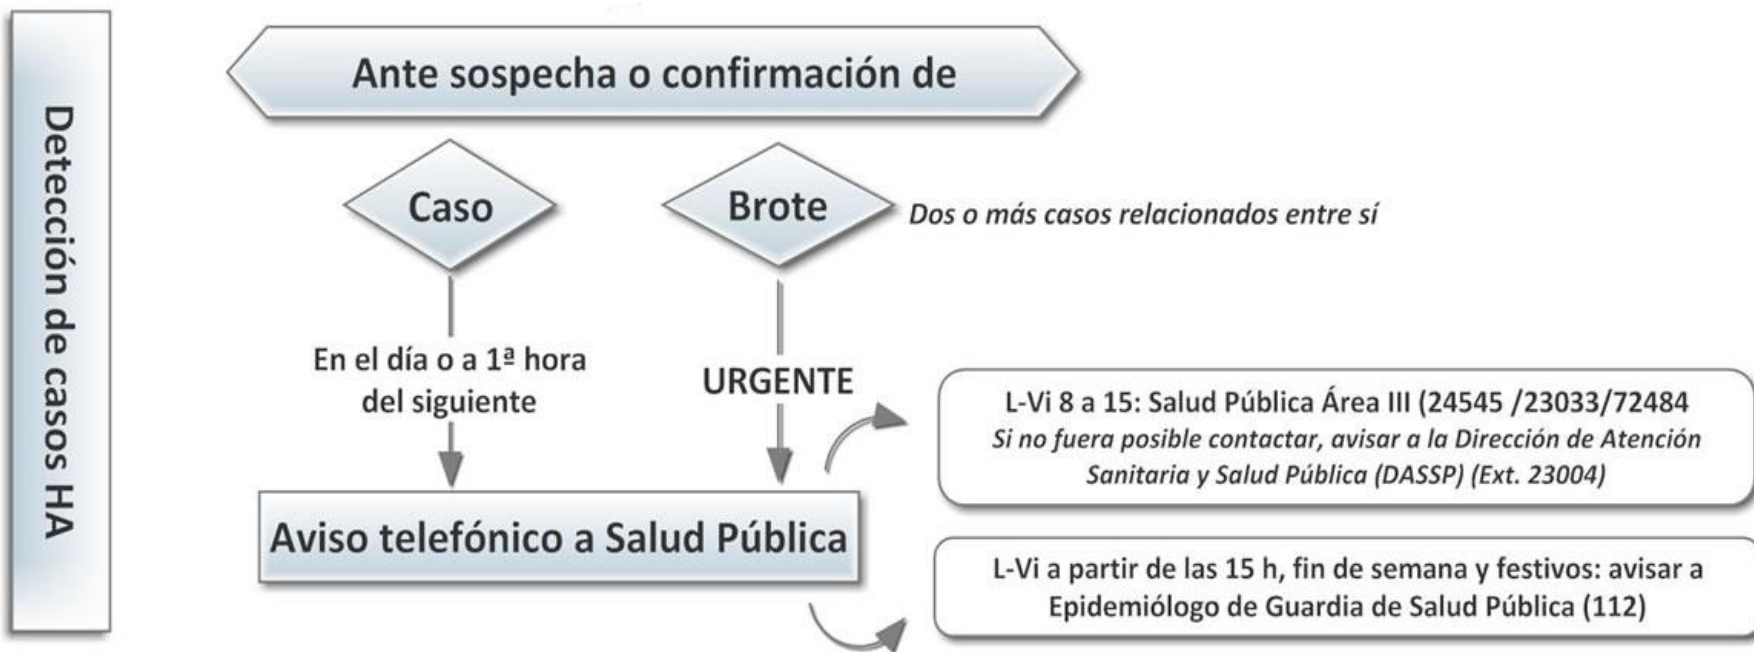 Detección de casos HA
Ante sospecha o confirmación de
Caso
Brote
Dos o más casos relacionados entre sí
En el día o a 1ª hora
del siguiente
URGENTE
Aviso telefónico a Salud Pública
L-Vi 8 a 15: Salud Pública Área III (24545 /23033/72484
Si no fuera posible contactar, avisar a la Dirección de Atención
Sanitaria y Salud Pública (DASSP) (Ext. 23004)
L-Vi a partir de las 15 h, fin de semana y festivos: avisar a
Epidemiólogo de Guardia de Salud Pública (112)